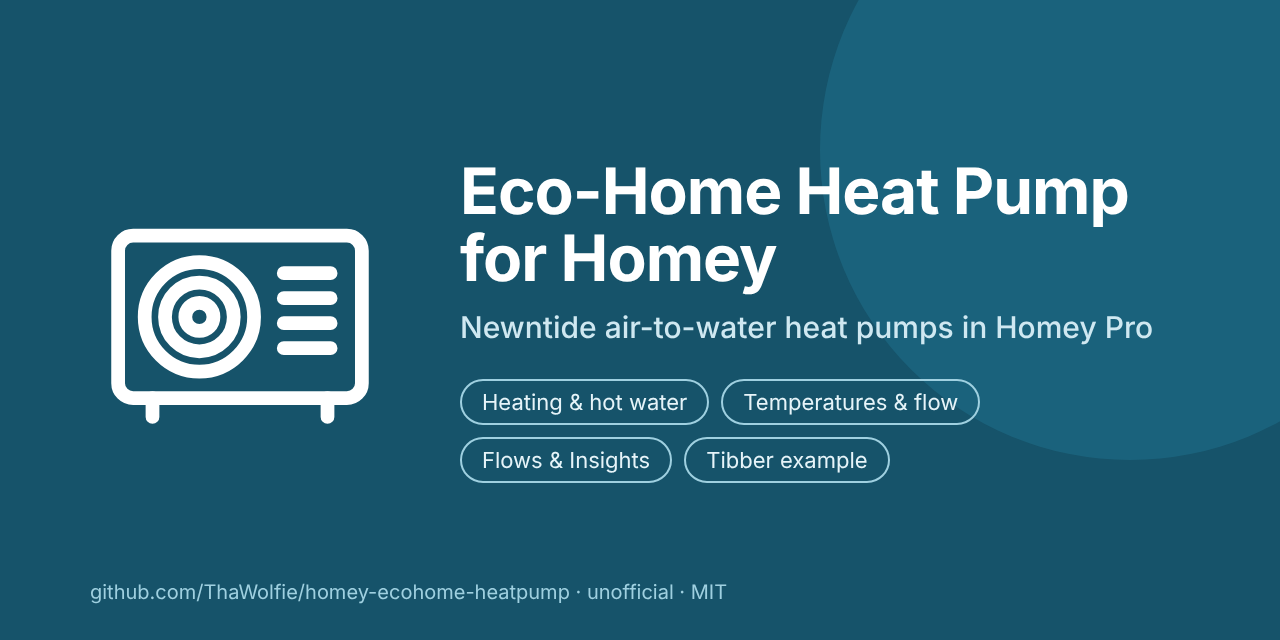 Eco-Home Heat Pump
for Homey
Newntide air-to-water heat pumps in Homey Pro
Heating & hot water
Temperatures & flow
Flows & Insights
Tibber example
github.com/ThaWolfie/homey-ecohome-heatpump · unofficial · MIT